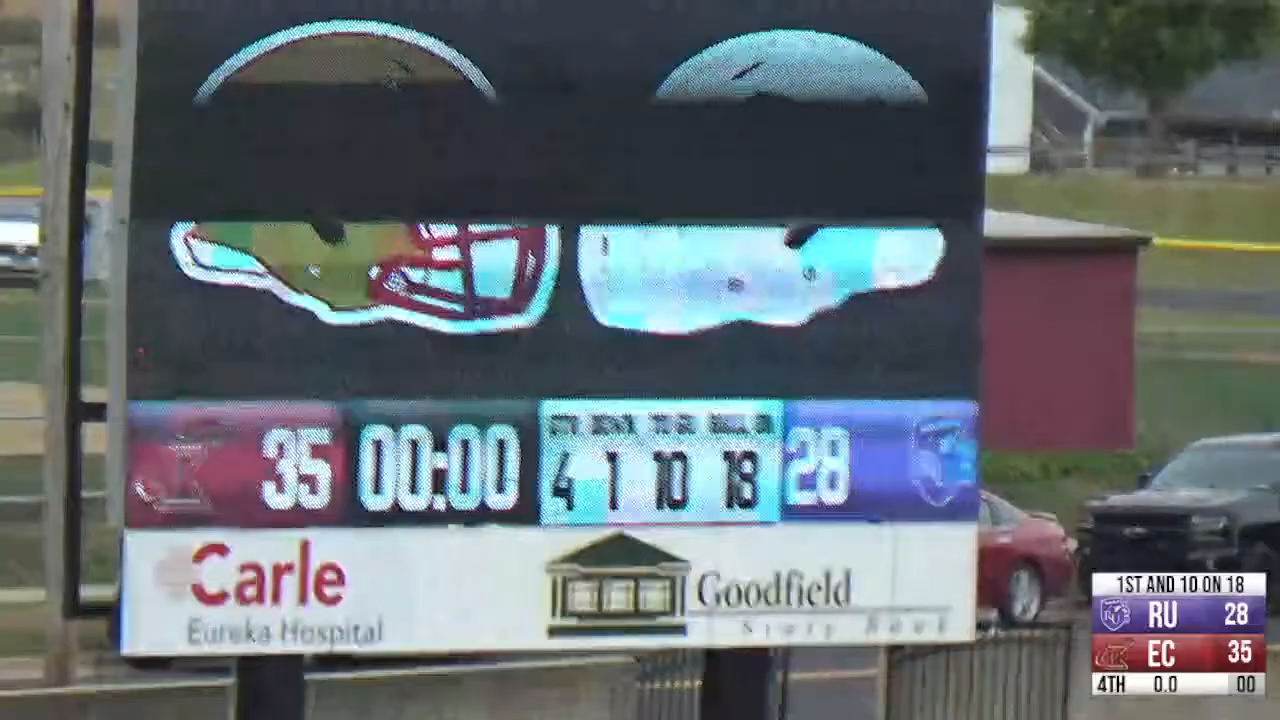 35 00:00 4 1 10 18 28
Carle
Eureka Hospital
Goodfield
1ST AND 10 ON 18
RU 28
EC 35
4TH 0.0 00